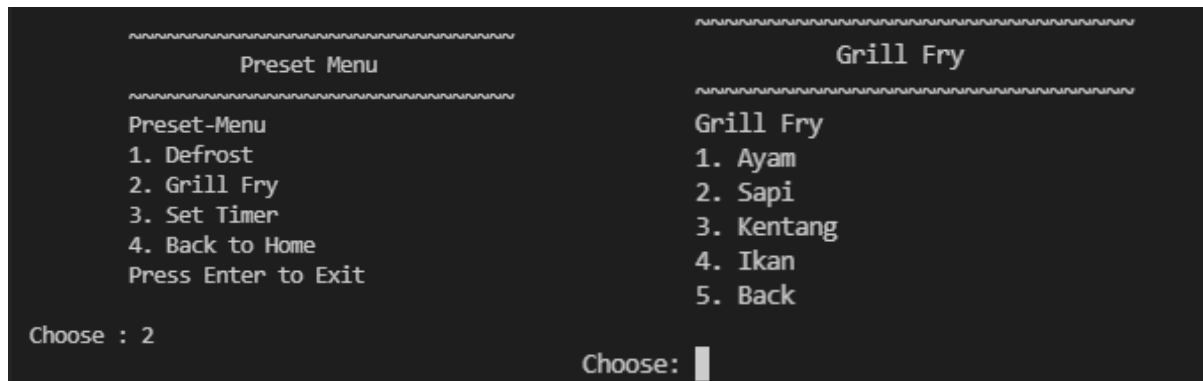 ~~~~~~~~~~~~~~~~~~~~~~~~~~~~~~~
Preset Menu
~~~~~~~~~~~~~~~~~~~~~~~~~~~~~~~
Preset-Menu
1. Defrost
2. Grill Fry
3. Set Timer
4. Back to Home
Press Enter to Exit
Choose : 2
~~~~~~~~~~~~~~~~~~~~~~~~~~~~~~~
Grill Fry
~~~~~~~~~~~~~~~~~~~~~~~~~~~~~~~
Grill Fry
1. Ayam
2. Sapi
3. Kentang
4. Ikan
5. Back
Choose: